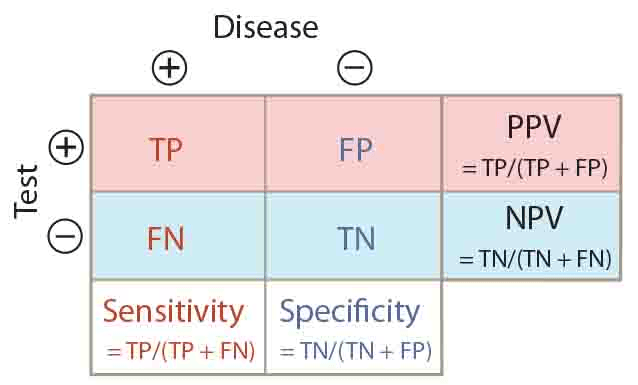 Disease
+ −
Test
+ TP FP PPV
= TP/(TP + FP)
− FN TN NPV
= TN/(TN + FN)
Sensitivity Specificity
= TP/(TP + FN) = TN/(TN + FP)